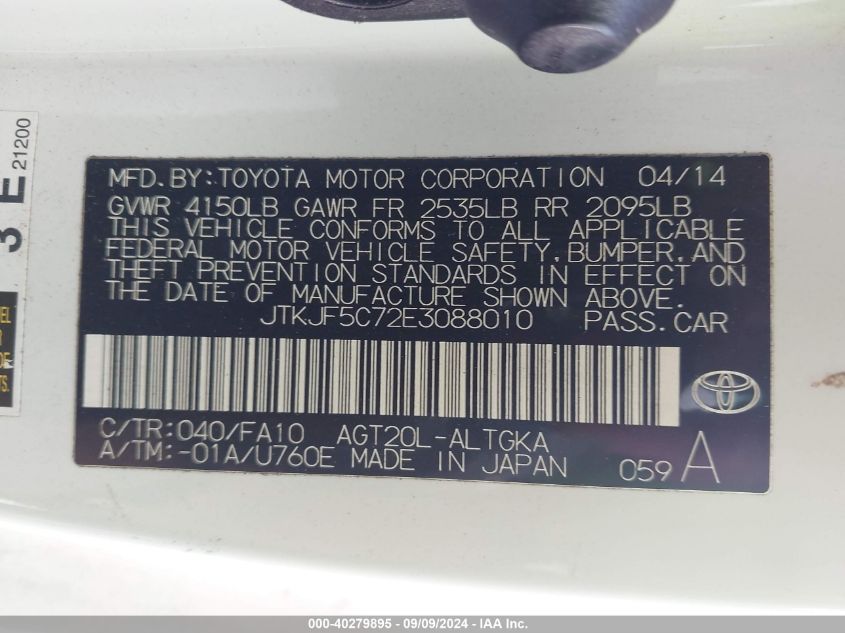 MFD.BY:TOYOTA MOTOR CORPORATION 04/14
GVWR 4150LB GAWR FR 2535LB RR 2095LB
THIS VEHICLE CONFORMS TO ALL APPLICABLE
FEDERAL MOTOR VEHICLE SAFETY,BUMPER,AND
THEFT PREVENTION STANDARDS IN EFFECT ON
THE DATE OF MANUFACTURE SHOWN ABOVE.
JTKJF5C72E3088010 PASS.CAR
C/TR:040/FA10 AGT20L-ALTGKA
A/TM:-01A/U760E MADE IN JAPAN 059 A
3 E 21200
000-40279895 - 09/09/2024 - IAA Inc.